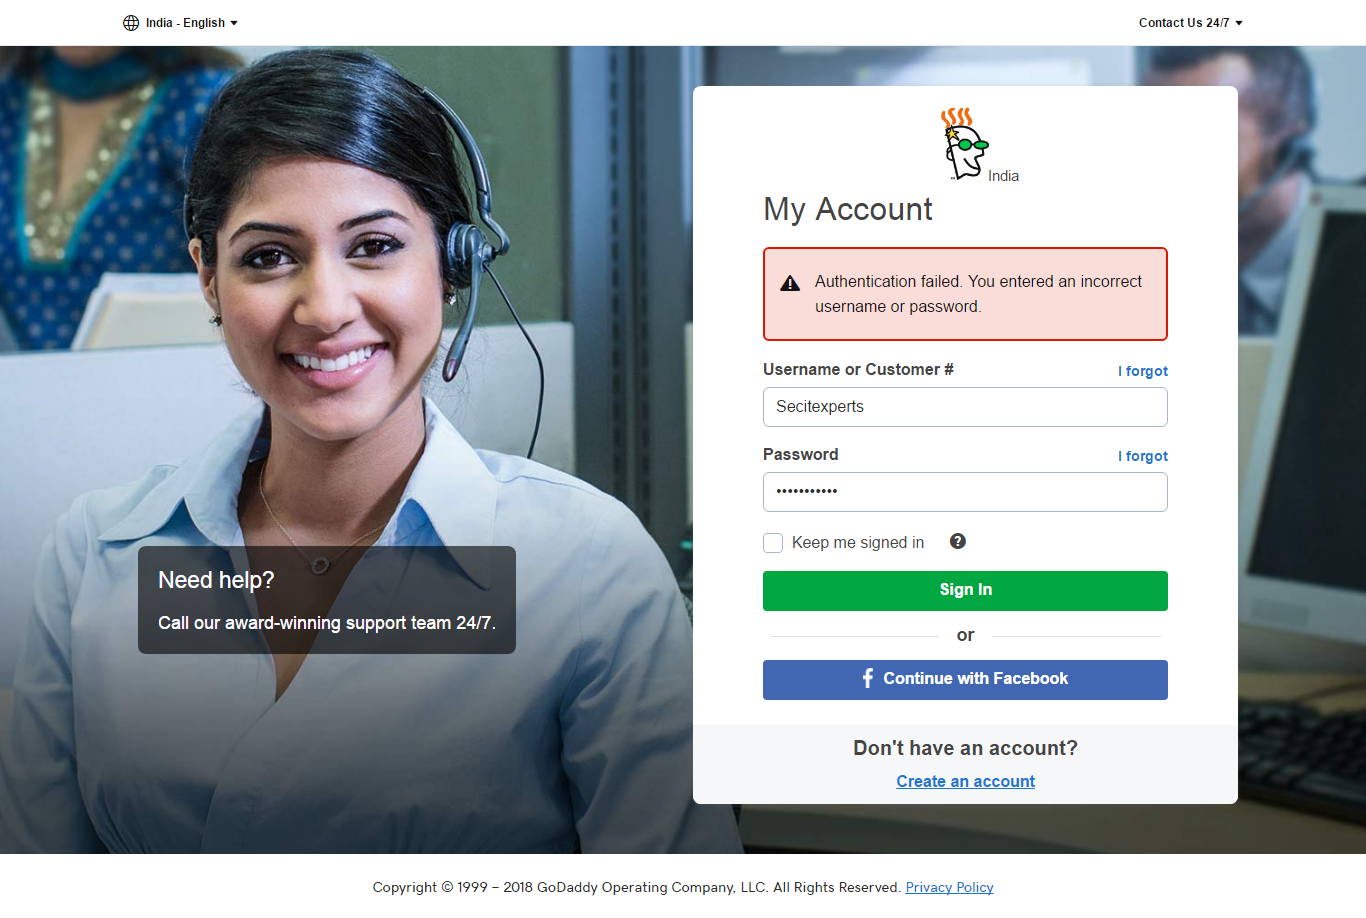 India - English
Contact Us 24/7
India
My Account
Authentication failed. You entered an incorrect
username or password.
Username or Customer #
I forgot
Secitexperts
Password
I forgot
•••••••••••
Keep me signed in
?
Sign In
or
f Continue with Facebook
Don't have an account?
Create an account
Need help?
Call our award-winning support team 24/7.
Copyright © 1999 – 2018 GoDaddy Operating Company, LLC. All Rights Reserved. Privacy Policy